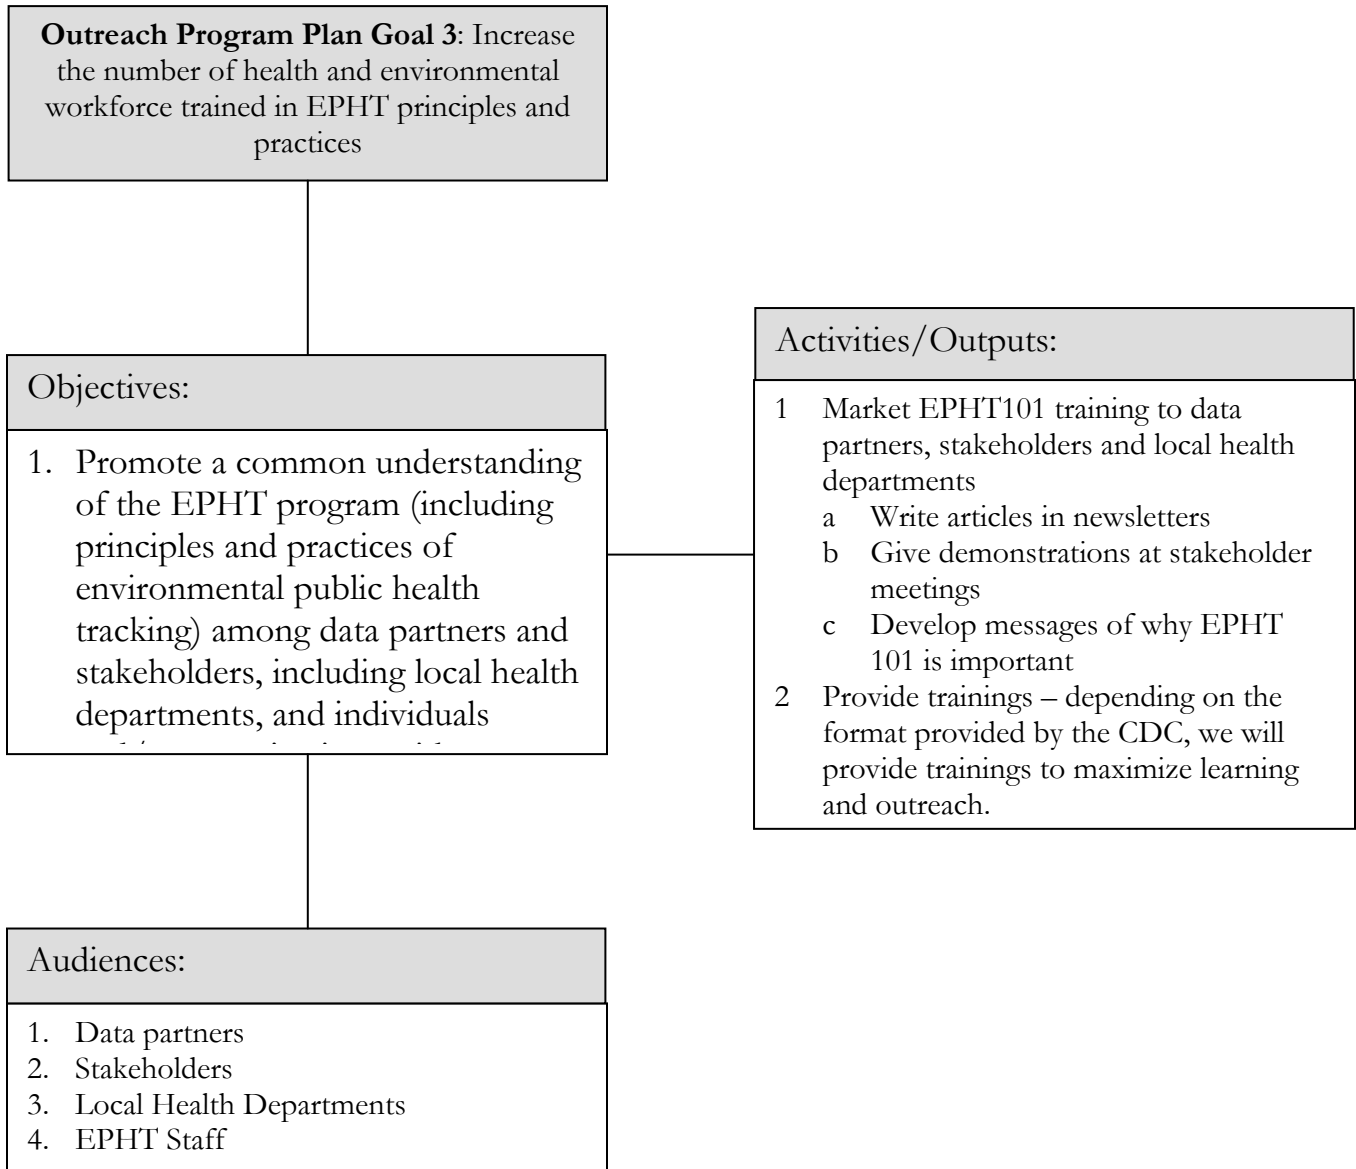 Outreach Program Plan Goal 3: Increase
the number of health and environmental
workforce trained in EPHT principles and
practices
Objectives:
1. Promote a common understanding
of the EPHT program (including
principles and practices of
environmental public health
tracking) among data partners and
stakeholders, including local health
departments, and individuals
Activities/Outputs:
1 Market EPHT101 training to data
partners, stakeholders and local health
departments
a Write articles in newsletters
b Give demonstrations at stakeholder
meetings
c Develop messages of why EPHT
101 is important
2 Provide trainings – depending on the
format provided by the CDC, we will
provide trainings to maximize learning
and outreach.
Audiences:
1. Data partners
2. Stakeholders
3. Local Health Departments
4. EPHT Staff